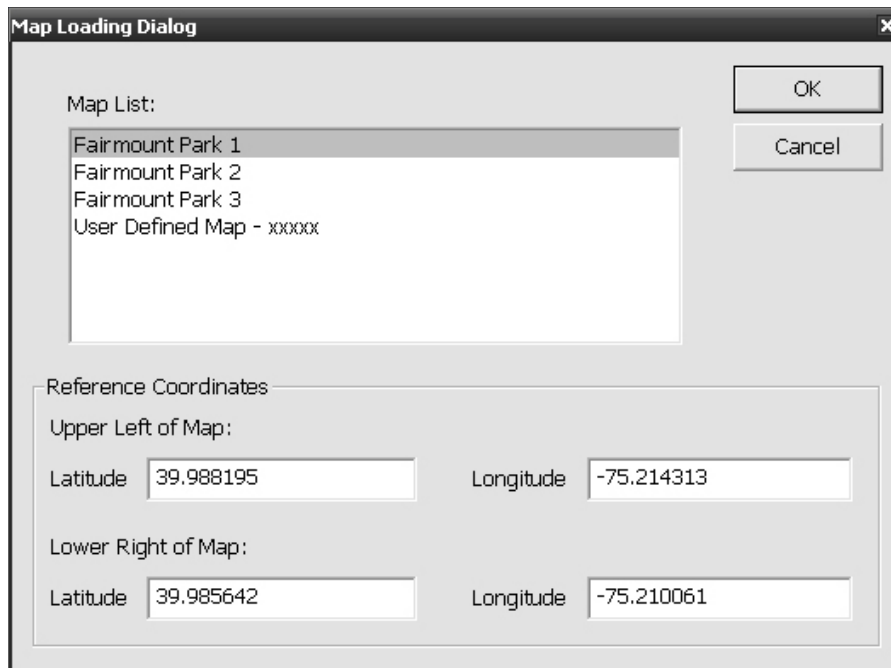 Map Loading Dialog
Map List:
OK
Fairmount Park 1
Cancel
Fairmount Park 2
Fairmount Park 3
User Defined Map - xxxxx
Reference Coordinates
Upper Left of Map:
Latitude 39.988195 Longitude -75.214313
Lower Right of Map:
Latitude 39.985642 Longitude -75.210061